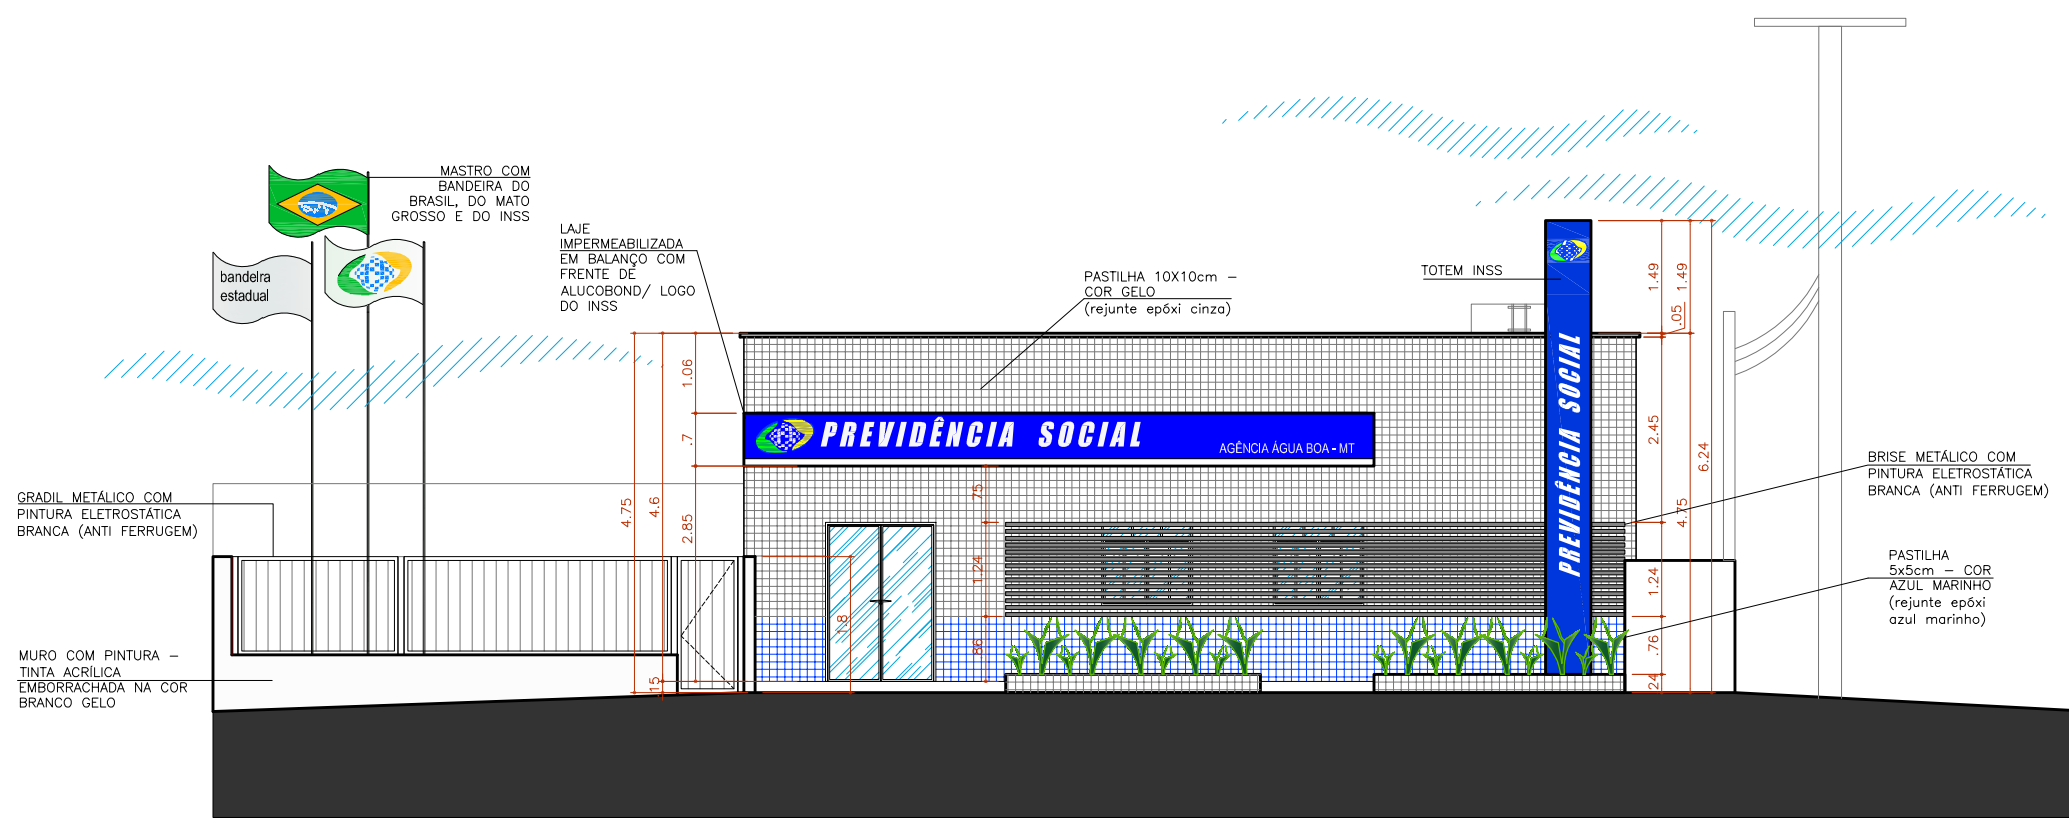 MASTRO COM
BANDEIRA DO
BRASIL, DO MATO
GROSSO E DO INSS
bandeira
estadual
LAJE
IMPERMEABILIZADA
EM BALANÇO COM
FRENTE DE
ALUCOBOND/ LOGO
DO INSS
PASTILHA 10X10cm –
COR GELO
(rejunte epóxi cinza)
TOTEM INSS
PREVIDÊNCIA SOCIAL
AGÊNCIA ÁGUA BOA - MT
PREVIDÊNCIA SOCIAL
GRADIL METÁLICO COM
PINTURA ELETROSTÁTICA
BRANCA (ANTI FERRUGEM)
MURO COM PINTURA –
TINTA ACRÍLICA
EMBORRACHADA NA COR
BRANCO GELO
BRISE METÁLICO COM
PINTURA ELETROSTÁTICA
BRANCA (ANTI FERRUGEM)
PASTILHA
5x5cm – COR
AZUL MARINHO
(rejunte epóxi
azul marinho)
4.75
4.6
.15
1.06
.7
2.85
1.8
.75
1.24
.86
1.49
.05
2.45
1.24
.76
.24
1.49
4.75
6.24